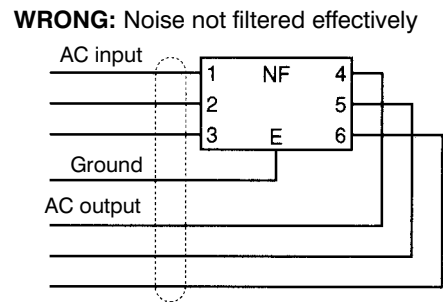 WRONG: Noise not filtered effectively
AC input
1 NF 4
2 5
3 E 6
Ground
AC output